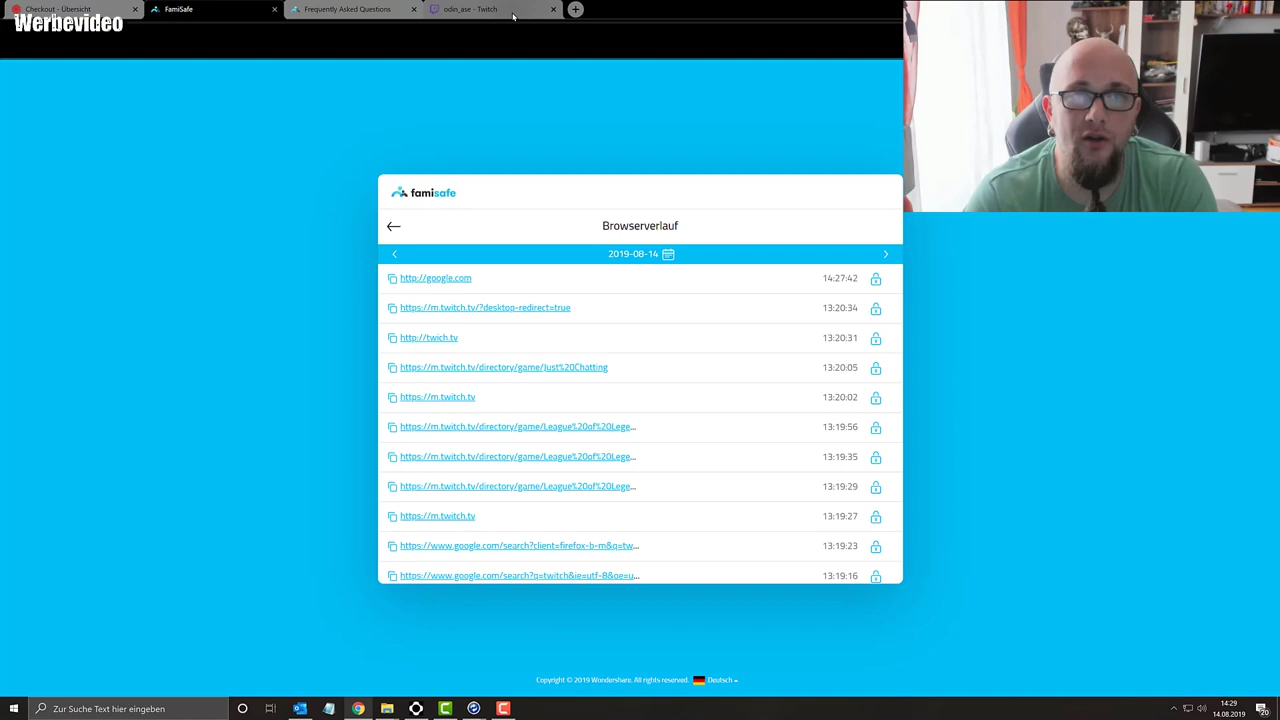 Checkout - Übersicht
FamiSafe
Frequently Asked Questions
odin_ase - Twitch
Werbevideo
famisafe
Browserverlauf
2019-08-14
http://google.com 14:27:42
https://m.twitch.tv/?desktop-redirect=true 13:20:34
http://twich.tv 13:20:31
https://m.twitch.tv/directory/game/Just%20Chatting 13:20:05
https://m.twitch.tv 13:20:02
https://m.twitch.tv/directory/game/League%20of%20Lege... 13:19:56
https://m.twitch.tv/directory/game/League%20of%20Lege... 13:19:35
https://m.twitch.tv/directory/game/League%20of%20Lege... 13:19:29
https://m.twitch.tv 13:19:27
https://www.google.com/search?client=firefox-b-m&q=tw... 13:19:23
https://www.google.com/search?q=twitch&ie=utf-8&oe=u... 13:19:16
Copyright © 2019 Wondershare. All rights reserved. Deutsch
Zur Suche Text hier eingeben
14:29
14.08.2019
20